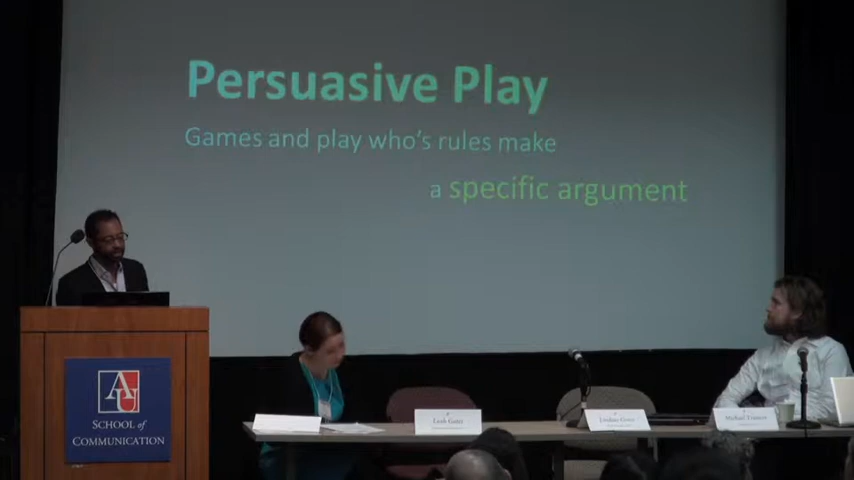 Persuasive Play
Games and play who's rules make
a specific argument
AU
SCHOOL of
COMMUNICATION